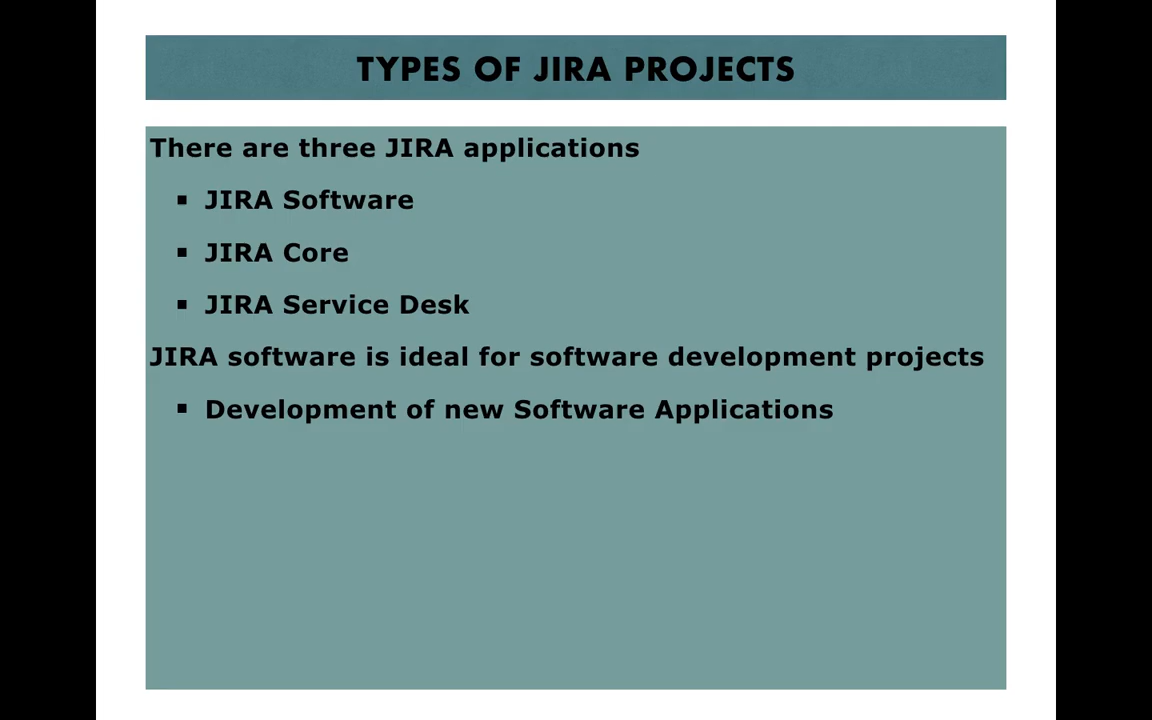 TYPES OF JIRA PROJECTS
There are three JIRA applications
▪ JIRA Software
▪ JIRA Core
▪ JIRA Service Desk
JIRA software is ideal for software development projects
▪ Development of new Software Applications